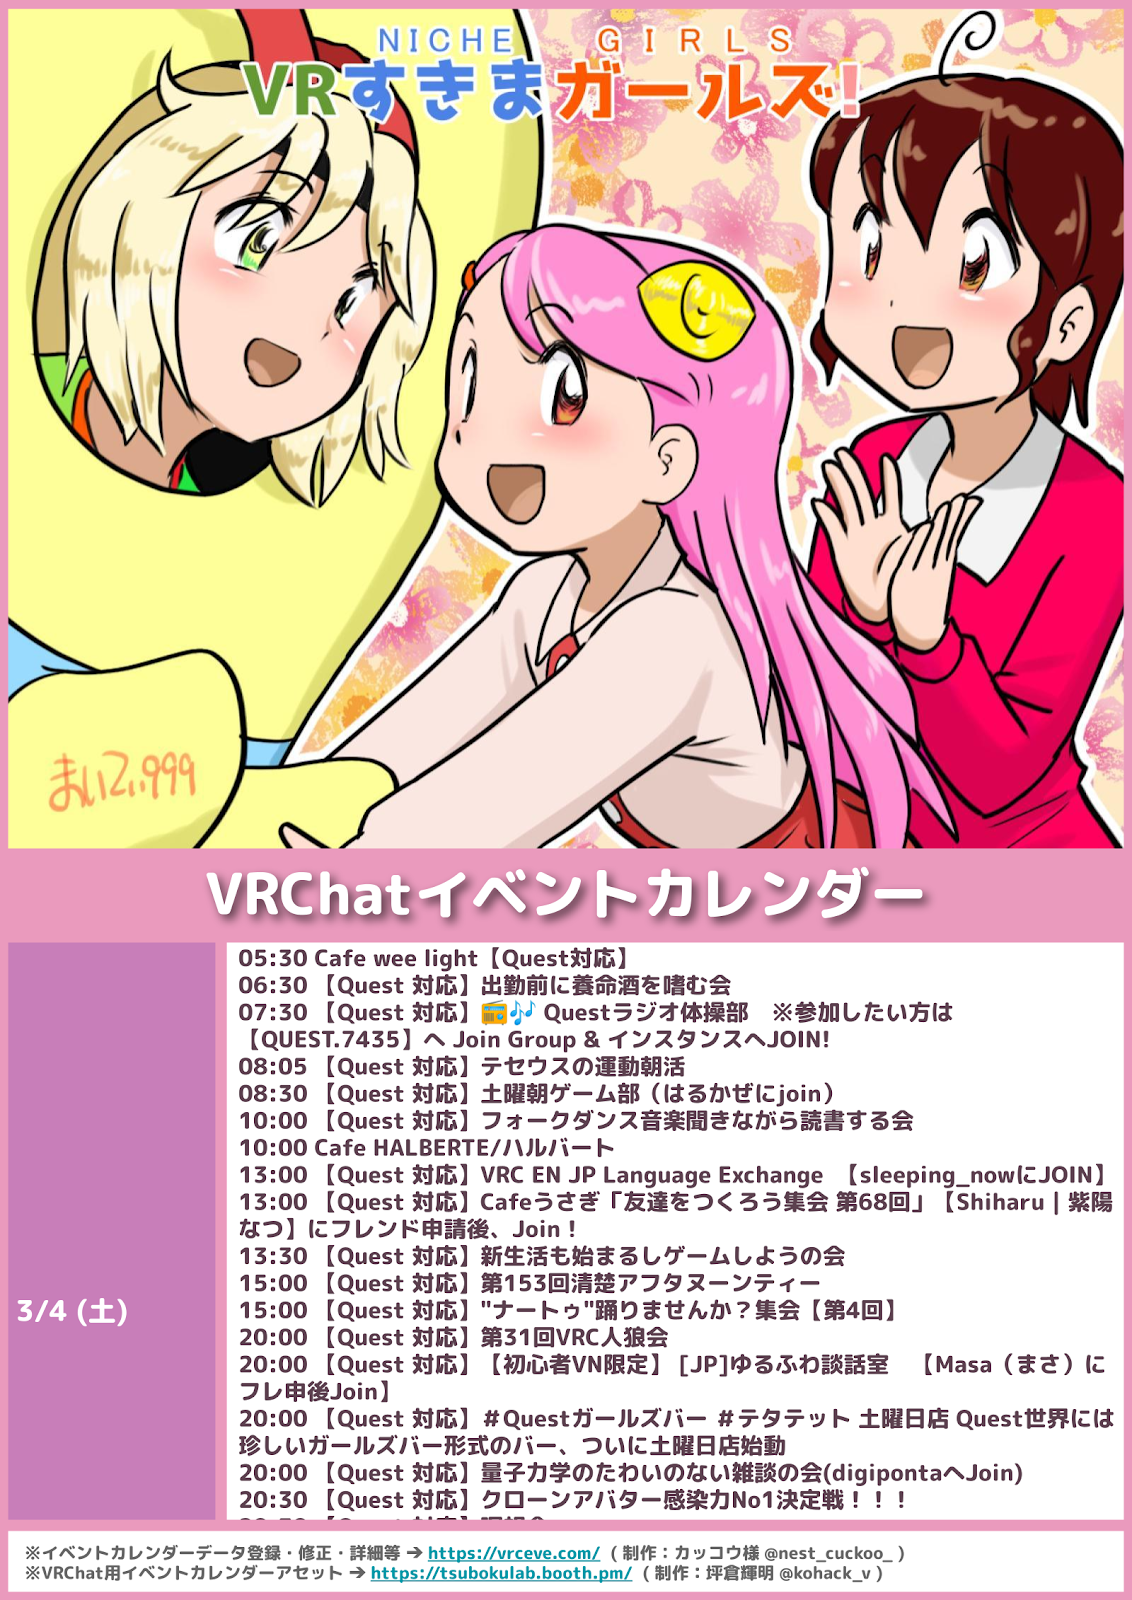 NICHE GIRLS
VRすきまガールズ!
まいてぃ999
VRChatイベントカレンダー
3/4 (土)
05:30 Cafe wee light【Quest対応】
06:30 【Quest 対応】出勤前に養命酒を嗜む会
07:30 【Quest 対応】📻🎶 Questラジオ体操部　※参加したい方は
【QUEST.7435】へ Join Group & インスタンスへJOIN!
08:05 【Quest 対応】テセウスの運動朝活
08:30 【Quest 対応】土曜朝ゲーム部（はるかぜにjoin）
10:00 【Quest 対応】フォークダンス音楽聞きながら読書する会
10:00 Cafe HALBERTE/ハルバート
13:00 【Quest 対応】VRC EN JP Language Exchange 【sleeping_nowにJOIN】
13:00 【Quest 対応】Cafeうさぎ「友達をつくろう集会 第68回」【Shiharu | 紫陽
なつ】にフレンド申請後、Join！
13:30 【Quest 対応】新生活も始まるしゲームしようの会
15:00 【Quest 対応】第153回清楚アフタヌーンティー
15:00 【Quest 対応】"ナートゥ"踊りませんか？集会【第4回】
20:00 【Quest 対応】第31回VRC人狼会
20:00 【Quest 対応】【初心者VN限定】 [JP]ゆるふわ談話室　【Masa（まさ）に
フレ申後Join】
20:00 【Quest 対応】＃Questガールズバー ＃テタテット 土曜日店 Quest世界には
珍しいガールズバー形式のバー、ついに土曜日店始動
20:00 【Quest 対応】量子力学のたわいのない雑談の会(digipontaへJoin)
20:30 【Quest 対応】クローンアバター感染力No1決定戦！！！
※イベントカレンダーデータ登録・修正・詳細等 ➔ https://vrceve.com/ ( 制作：カッコウ様 @nest_cuckoo_ )
※VRChat用イベントカレンダーアセット ➔ https://tsubokulab.booth.pm/ ( 制作：坪倉輝明 @kohack_v )